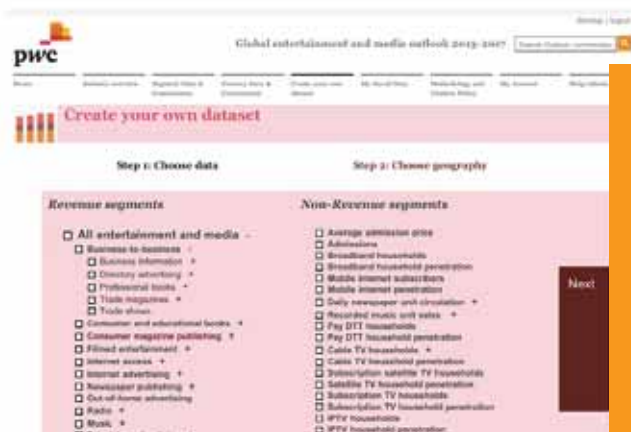 pwc
Global entertainment and media outlook 2013-2017
Create your own dataset
Step 1: Choose data
Step 2: Choose geography
Revenue segments
All entertainment and media -
Business-to-business -
Business information +
Directory advertising +
Professional books +
Trade magazines +
Trade shows
Consumer and educational books +
Consumer magazine publishing +
Filmed entertainment +
Internet access +
Internet advertising +
Newspaper publishing +
Out-of-home advertising
Radio +
Music +
Non-Revenue segments
Average admission price
Admissions
Broadband households
Broadband household penetration
Mobile internet subscribers
Mobile internet penetration
Daily newspaper unit circulation +
Recorded music unit sales +
Pay DTT households
Pay DTT household penetration
Cable TV households +
Cable TV household penetration
Subscription satellite TV households
Satellite TV household penetration
Subscription TV households
Subscription TV household penetration
IPTV households
IPTV household penetration
Next